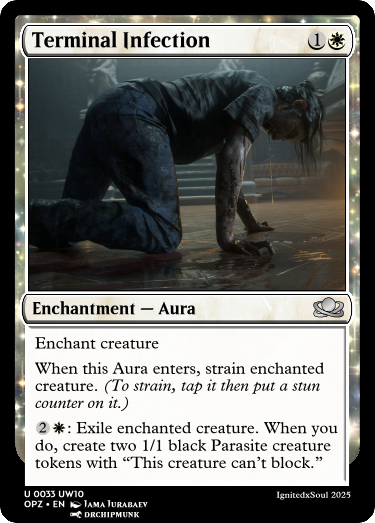 Terminal Infection 1
Enchantment — Aura
Enchant creature
When this Aura enters, strain enchanted
creature. (To strain, tap it then put a stun
counter on it.)
2 : Exile enchanted creature. When you
do, create two 1/1 black Parasite creature
tokens with “This creature can’t block.”
U 0033 UW10
OPZ • EN Jama Jurabaev
DRCHIPMUNK
IgnitedxSoul 2025